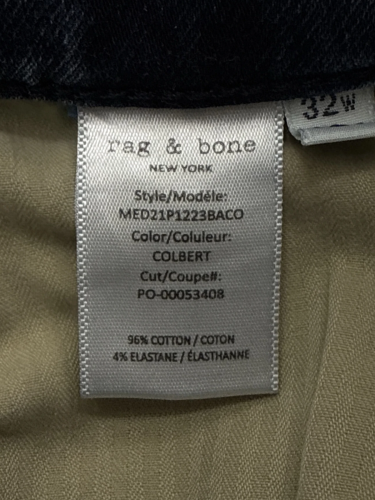 32W
rag & bone
NEW YORK
Style/Modéle:
MED21P1223BACO
Color/Coluleur:
COLBERT
Cut/Coupe#:
PO-00053408
96% COTTON / COTON
4% ELASTANE / ÉLASTHANNE